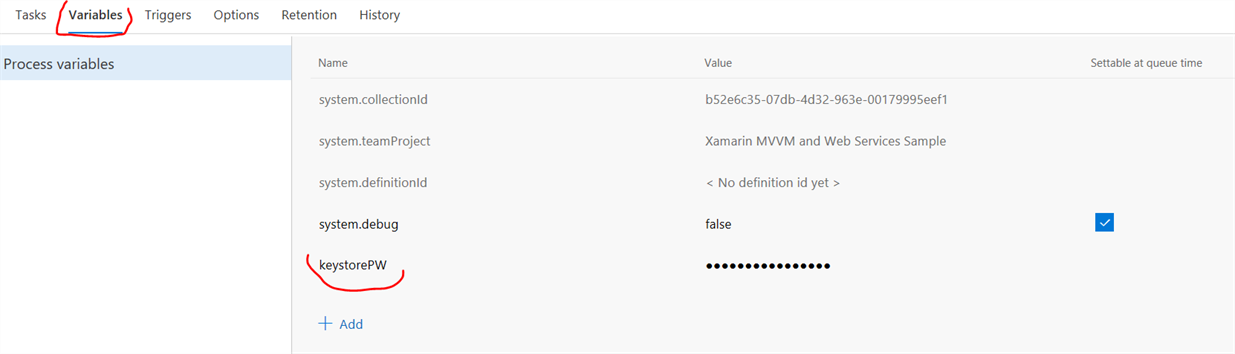 Tasks Variables Triggers Options Retention History
Process variables
Name Value Settable at queue time
system.collectionId b52e6c35-07db-4d32-963e-00179995eef1
system.teamProject Xamarin MVVM and Web Services Sample
system.definitionId < No definition id yet >
system.debug false
keystorePW ●●●●●●●●●●●●●●●●
+ Add